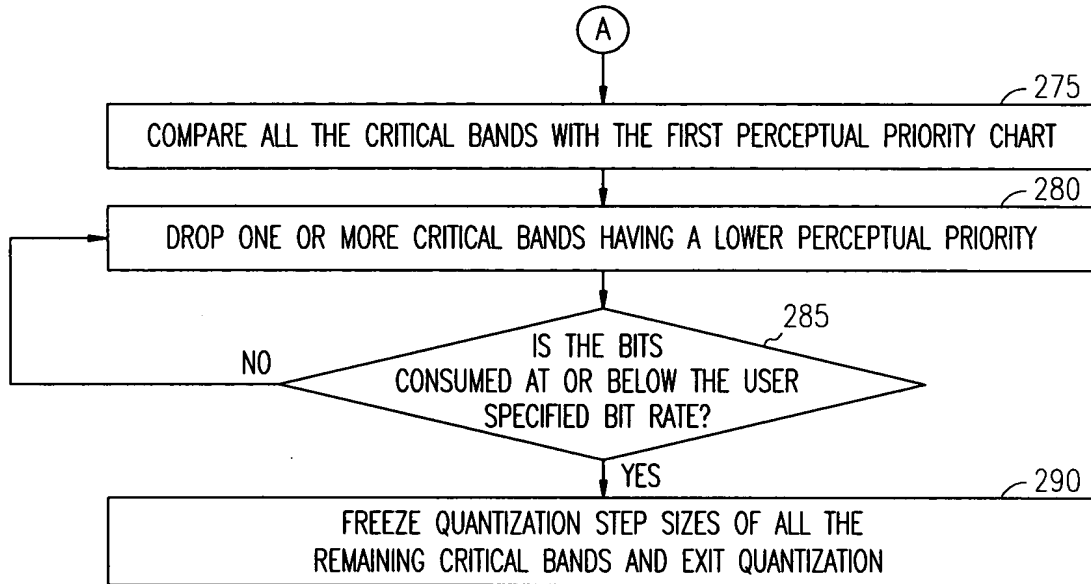 A
275
COMPARE ALL THE CRITICAL BANDS WITH THE FIRST PERCEPTUAL PRIORITY CHART
280
DROP ONE OR MORE CRITICAL BANDS HAVING A LOWER PERCEPTUAL PRIORITY
285
NO
IS THE BITS
CONSUMED AT OR BELOW THE USER
SPECIFIED BIT RATE?
YES
290
FREEZE QUANTIZATION STEP SIZES OF ALL THE
REMAINING CRITICAL BANDS AND EXIT QUANTIZATION